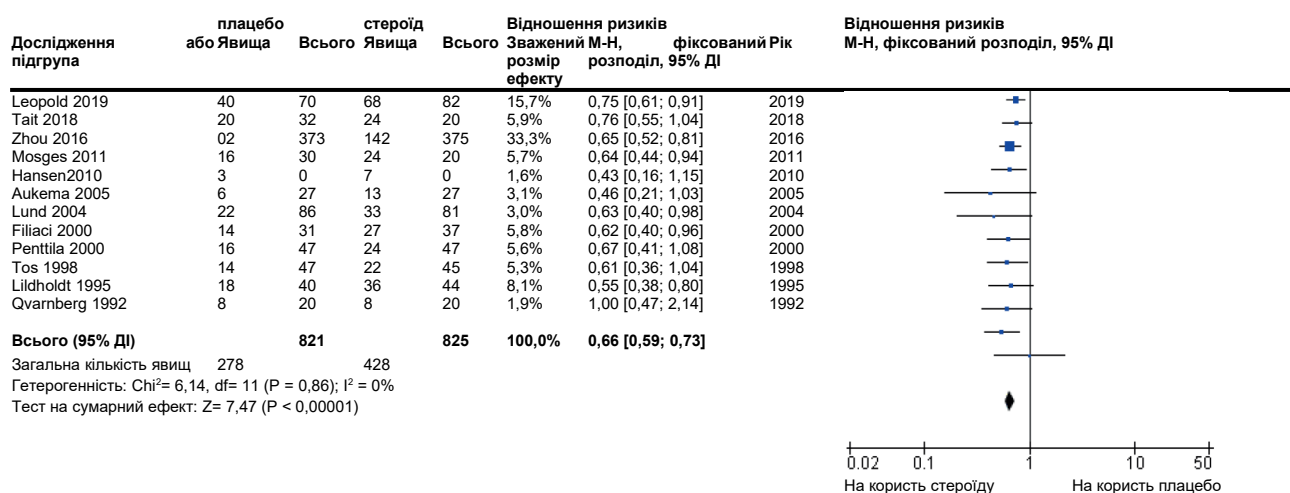 плацебо стероїд Відношення ризиків Відношення ризиків
Дослідження або Явища Всього Явища Всього Зважений М-Н, фіксований Рік М-Н, фіксований розподіл, 95% ДІ
підгрупа розмір розподіл, 95% ДІ
ефекту
Leopold 2019 40 70 68 82 15,7% 0,75 [0,61; 0,91] 2019
Tait 2018 20 32 24 20 5,9% 0,76 [0,55; 1,04] 2018
Zhou 2016 02 373 142 375 33,3% 0,65 [0,52; 0,81] 2016
Mosges 2011 16 30 24 20 5,7% 0,64 [0,44; 0,94] 2011
Hansen2010 3 0 7 0 1,6% 0,43 [0,16; 1,15] 2010
Aukema 2005 6 27 13 27 3,1% 0,46 [0,21; 1,03] 2005
Lund 2004 22 86 33 81 3,0% 0,63 [0,40; 0,98] 2004
Filiaci 2000 14 31 27 37 5,8% 0,62 [0,40; 0,96] 2000
Penttila 2000 16 47 24 47 5,6% 0,67 [0,41; 1,08] 2000
Tos 1998 14 47 22 45 5,3% 0,61 [0,36; 1,04] 1998
Lildholdt 1995 18 40 36 44 8,1% 0,55 [0,38; 0,80] 1995
Qvarnberg 1992 8 20 8 20 1,9% 1,00 [0,47; 2,14] 1992
Всього (95% ДІ) 821 825 100,0% 0,66 [0,59; 0,73]
Загальна кількість явищ 278 428
Гетерогенність: Chi²= 6,14, df= 11 (P = 0,86); I² = 0%
Тест на сумарний ефект: Z= 7,47 (P < 0,00001)
0.02 0.1 1 10 50
На користь стероїду На користь плацебо